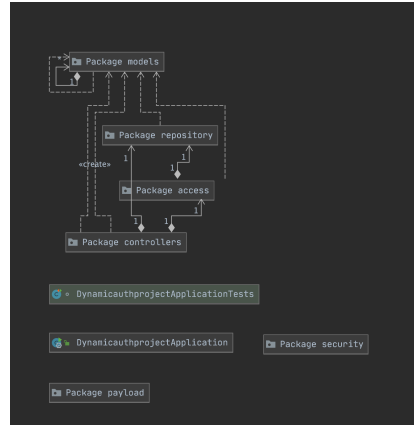 Package models
1
Package repository
«create»
1
1
1
Package access
1
1
1
Package controllers
DynamicauthprojectApplicationTests
DynamicauthprojectApplication
Package security
Package payload